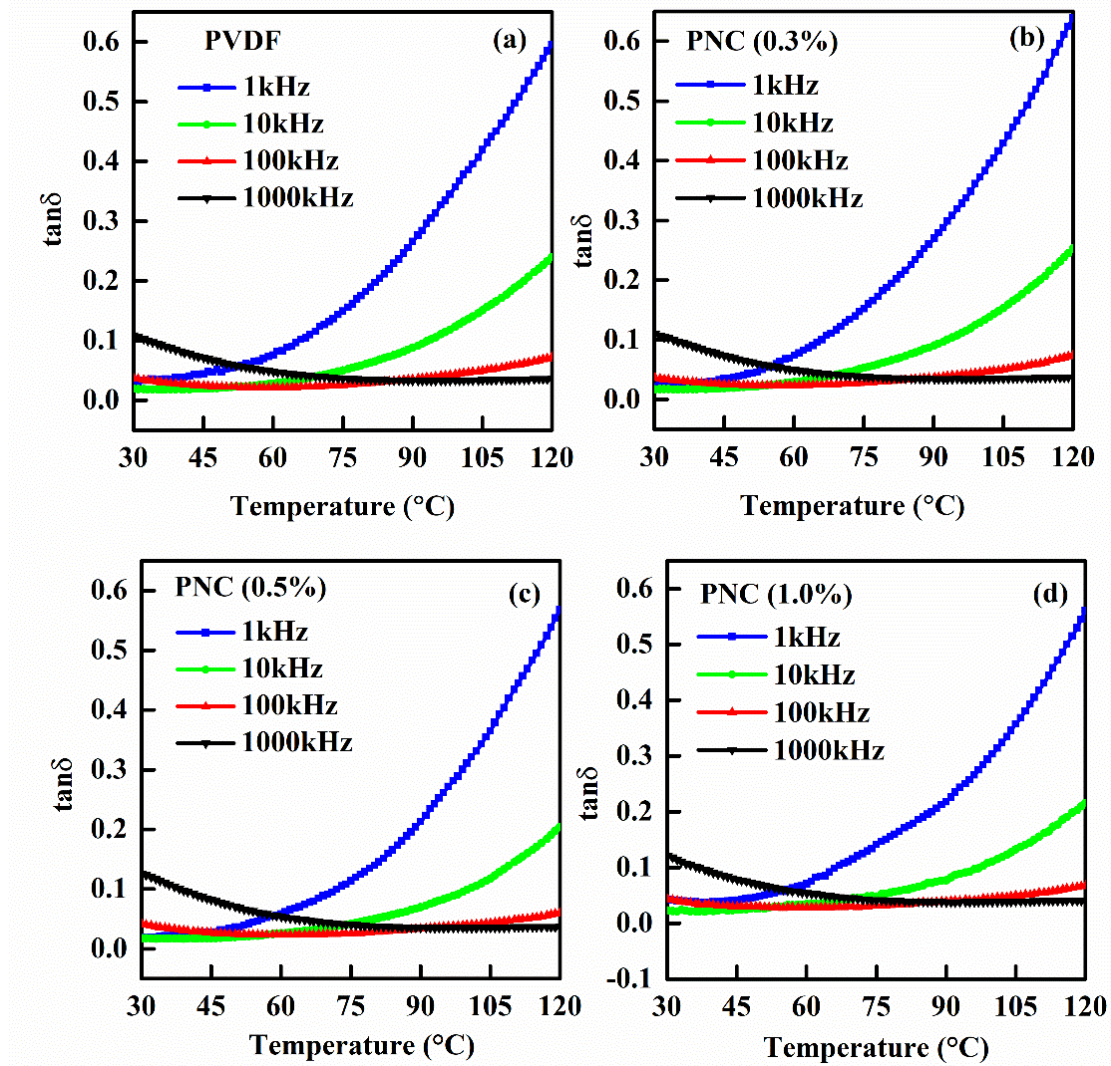 PVDF
(a)
1kHz
10kHz
100kHz
1000kHz
0.6
0.5
0.4
0.3
0.2
0.1
0.0
tanδ
30 45 60 75 90 105 120
Temperature (°C)
PNC (0.3%)
(b)
1kHz
10kHz
100kHz
1000kHz
0.6
0.5
0.4
0.3
0.2
0.1
0.0
tanδ
30 45 60 75 90 105 120
Temperature (°C)
PNC (0.5%)
(c)
1kHz
10kHz
100kHz
1000kHz
0.6
0.5
0.4
0.3
0.2
0.1
0.0
tanδ
30 45 60 75 90 105 120
Temperature (°C)
PNC (1.0%)
(d)
1kHz
10kHz
100kHz
1000kHz
0.6
0.5
0.4
0.3
0.2
0.1
0.0
-0.1
tanδ
30 45 60 75 90 105 120
Temperature (°C)